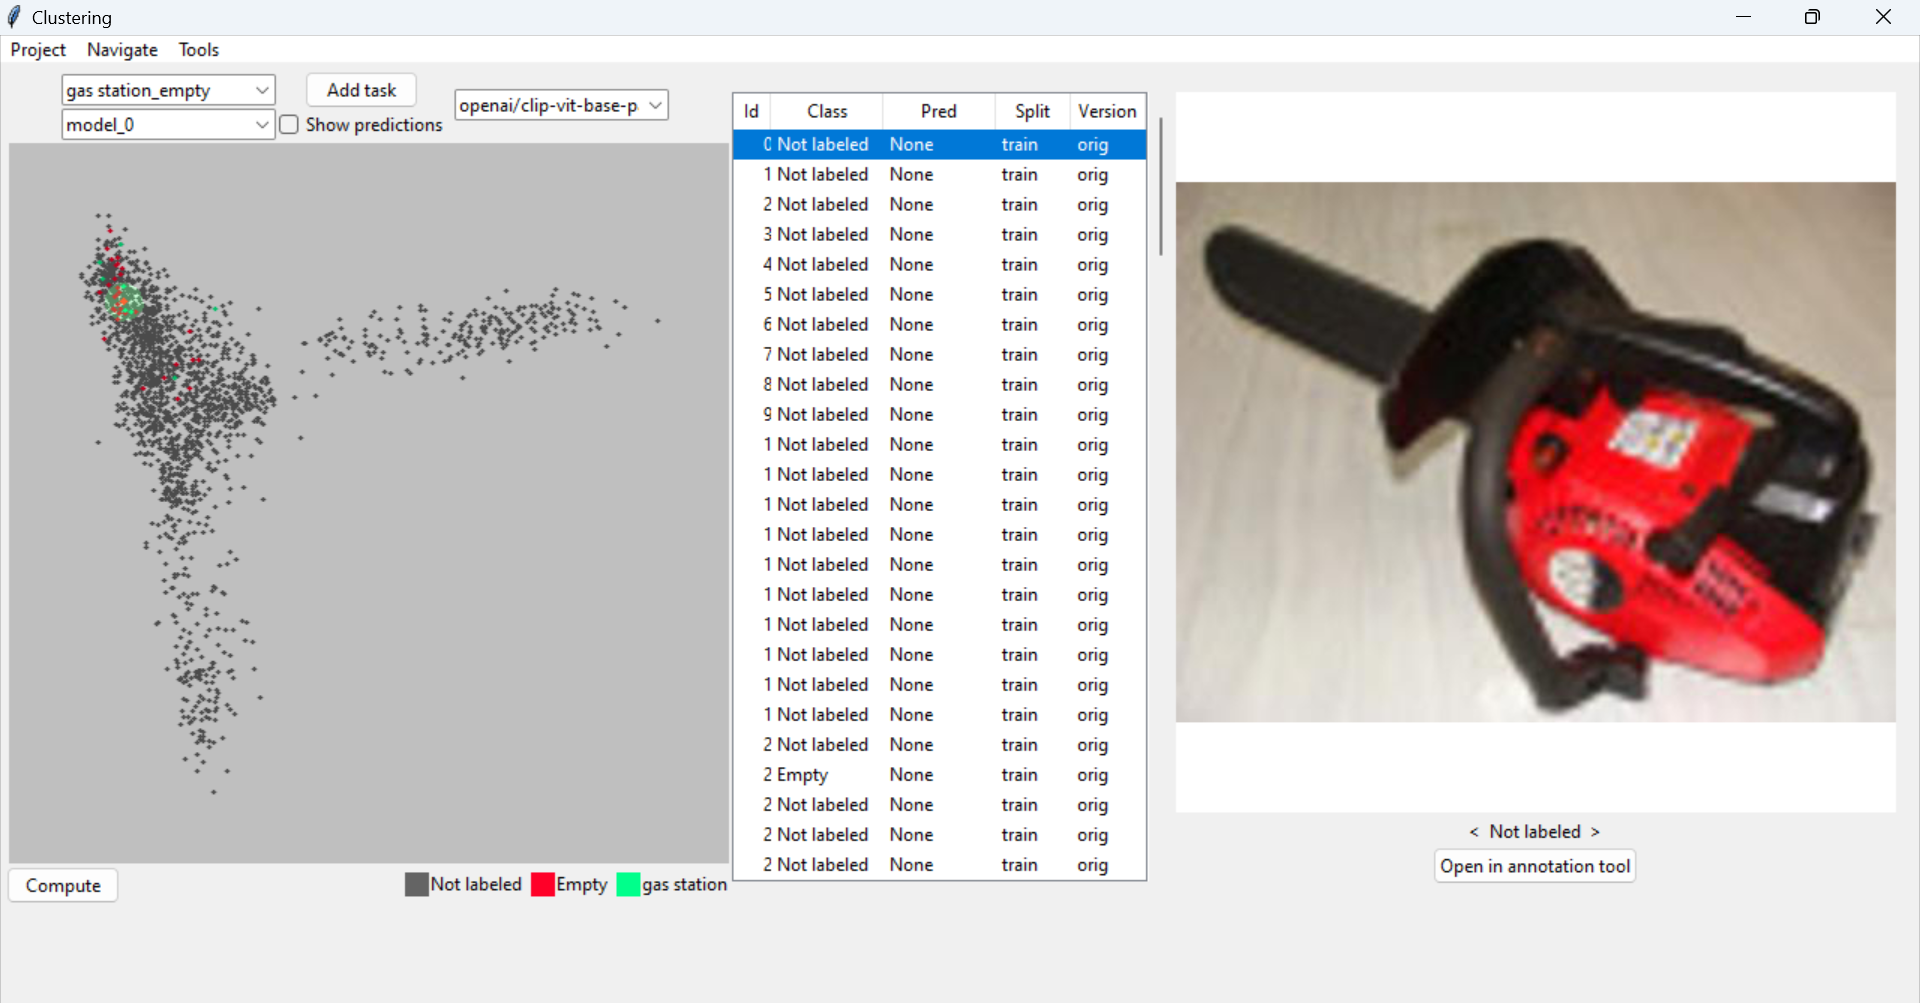 Clustering
Project Navigate Tools
gas station_empty Add task
openai/clip-vit-base-p
model_0 Show predictions
Id Class Pred Split Version
0 Not labeled None train orig
1 Not labeled None train orig
2 Not labeled None train orig
3 Not labeled None train orig
4 Not labeled None train orig
5 Not labeled None train orig
6 Not labeled None train orig
7 Not labeled None train orig
8 Not labeled None train orig
9 Not labeled None train orig
1 Not labeled None train orig
1 Not labeled None train orig
1 Not labeled None train orig
1 Not labeled None train orig
1 Not labeled None train orig
1 Not labeled None train orig
1 Not labeled None train orig
1 Not labeled None train orig
1 Not labeled None train orig
1 Not labeled None train orig
2 Not labeled None train orig
2 Empty None train orig
2 Not labeled None train orig
2 Not labeled None train orig
2 Not labeled None train orig
< Not labeled >
Open in annotation tool
Compute
Not labeled Empty gas station